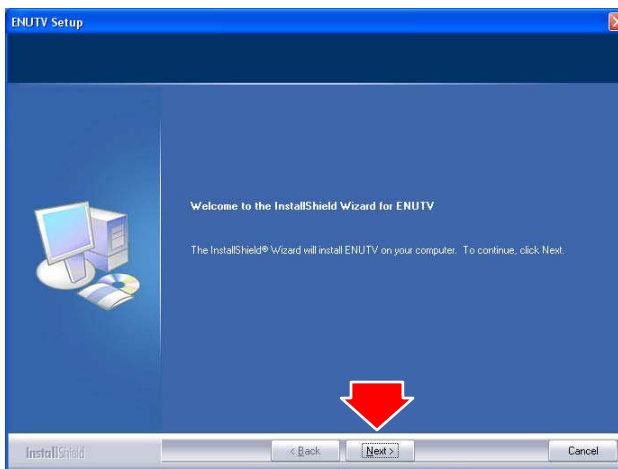 ENUTV Setup
Welcome to the InstallShield Wizard for ENUTV
The InstallShield® Wizard will install ENUTV on your computer. To continue, click Next.
InstallShield
< Back
Next >
Cancel